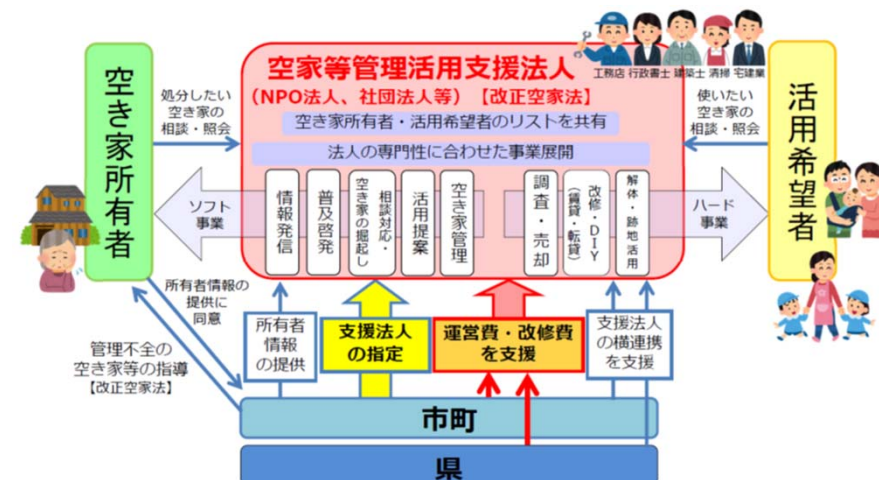 工務店 行政書士 建築士 清掃 宅建業
空家等管理活用支援法人
（NPO法人、社団法人等）【改正空家法】
空き家所有者・活用希望者のリストを共有
法人の専門性に合わせた事業展開
空き家所有者
処分したい
空き家の
相談・照会
使いたい
空き家の
相談・照会
活用希望者
ソフト
事業
情報発信
普及啓発
相談対応・
空き家の掘起し
活用提案
空き家管理
調査・売却
改修・DIY
（賃貸・転貸）
解体・跡地活用
ハード
事業
所有者情報の
提供に
同意
管理不全の
空き家等の指導
【改正空家法】
所有者
情報
の提供
支援法人
の指定
運営費・改修費
を支援
支援法人
の横連携
を支援
市町
県